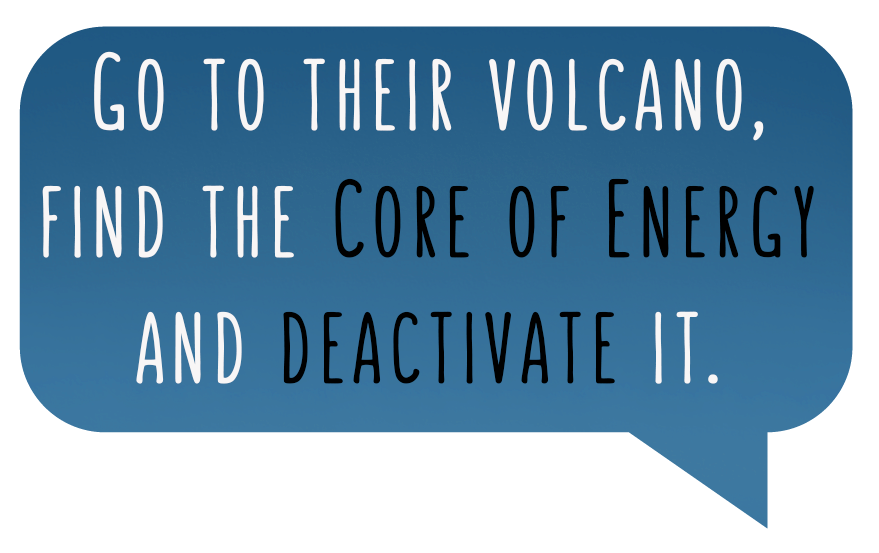 Go to their volcano,
find the Core of Energy
and deactivate it.